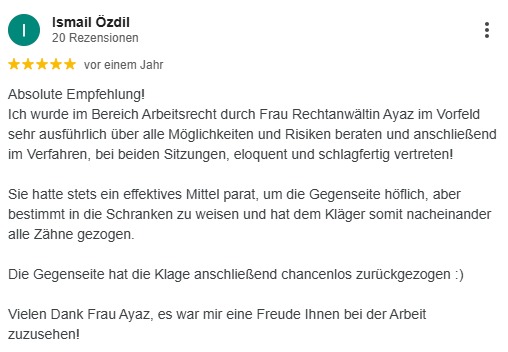 I
Ismail Özdil
20 Rezensionen
vor einem Jahr
Absolute Empfehlung!
Ich wurde im Bereich Arbeitsrecht durch Frau Rechtanwältin Ayaz im Vorfeld
sehr ausführlich über alle Möglichkeiten und Risiken beraten und anschließend
im Verfahren, bei beiden Sitzungen, eloquent und schlagfertig vertreten!
Sie hatte stets ein effektives Mittel parat, um die Gegenseite höflich, aber
bestimmt in die Schranken zu weisen und hat dem Kläger somit nacheinander
alle Zähne gezogen.
Die Gegenseite hat die Klage anschließend chancenlos zurückgezogen :)
Vielen Dank Frau Ayaz, es war mir eine Freude Ihnen bei der Arbeit
zuzusehen!